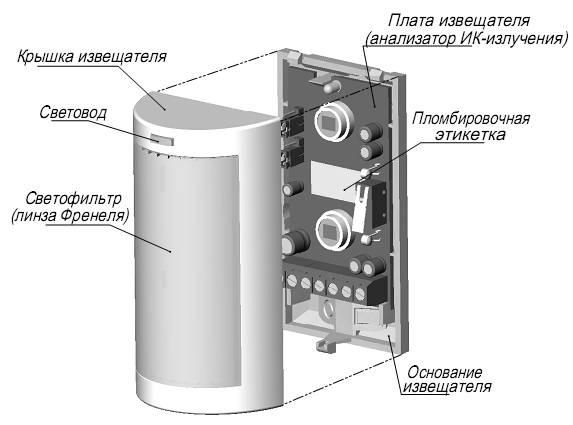 Плата извещателя
(анализатор ИК-излучения)
Крышка извещателя
Световод
Пломбировочная
этикетка
Светофильтр
(линза Френеля)
Основание
извещателя